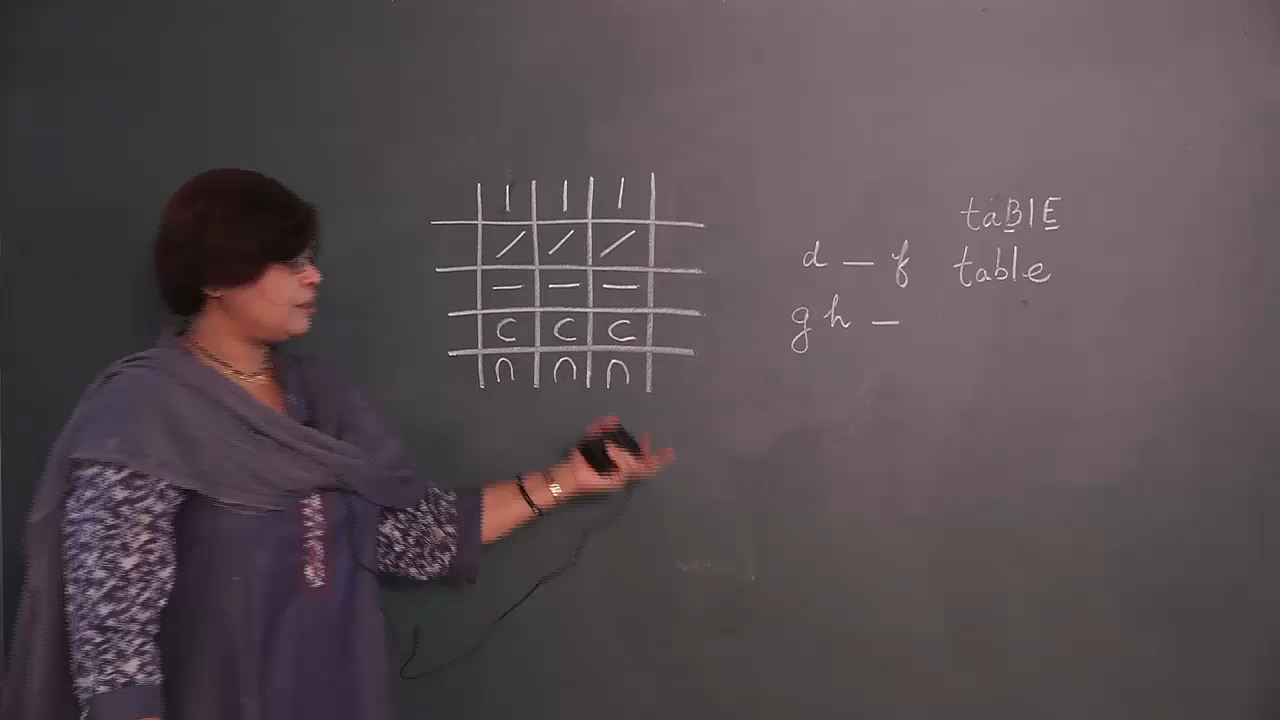 | | |
/ / /
— — —
C C C
∩ ∩ ∩
taBlE
d — f table
g h —